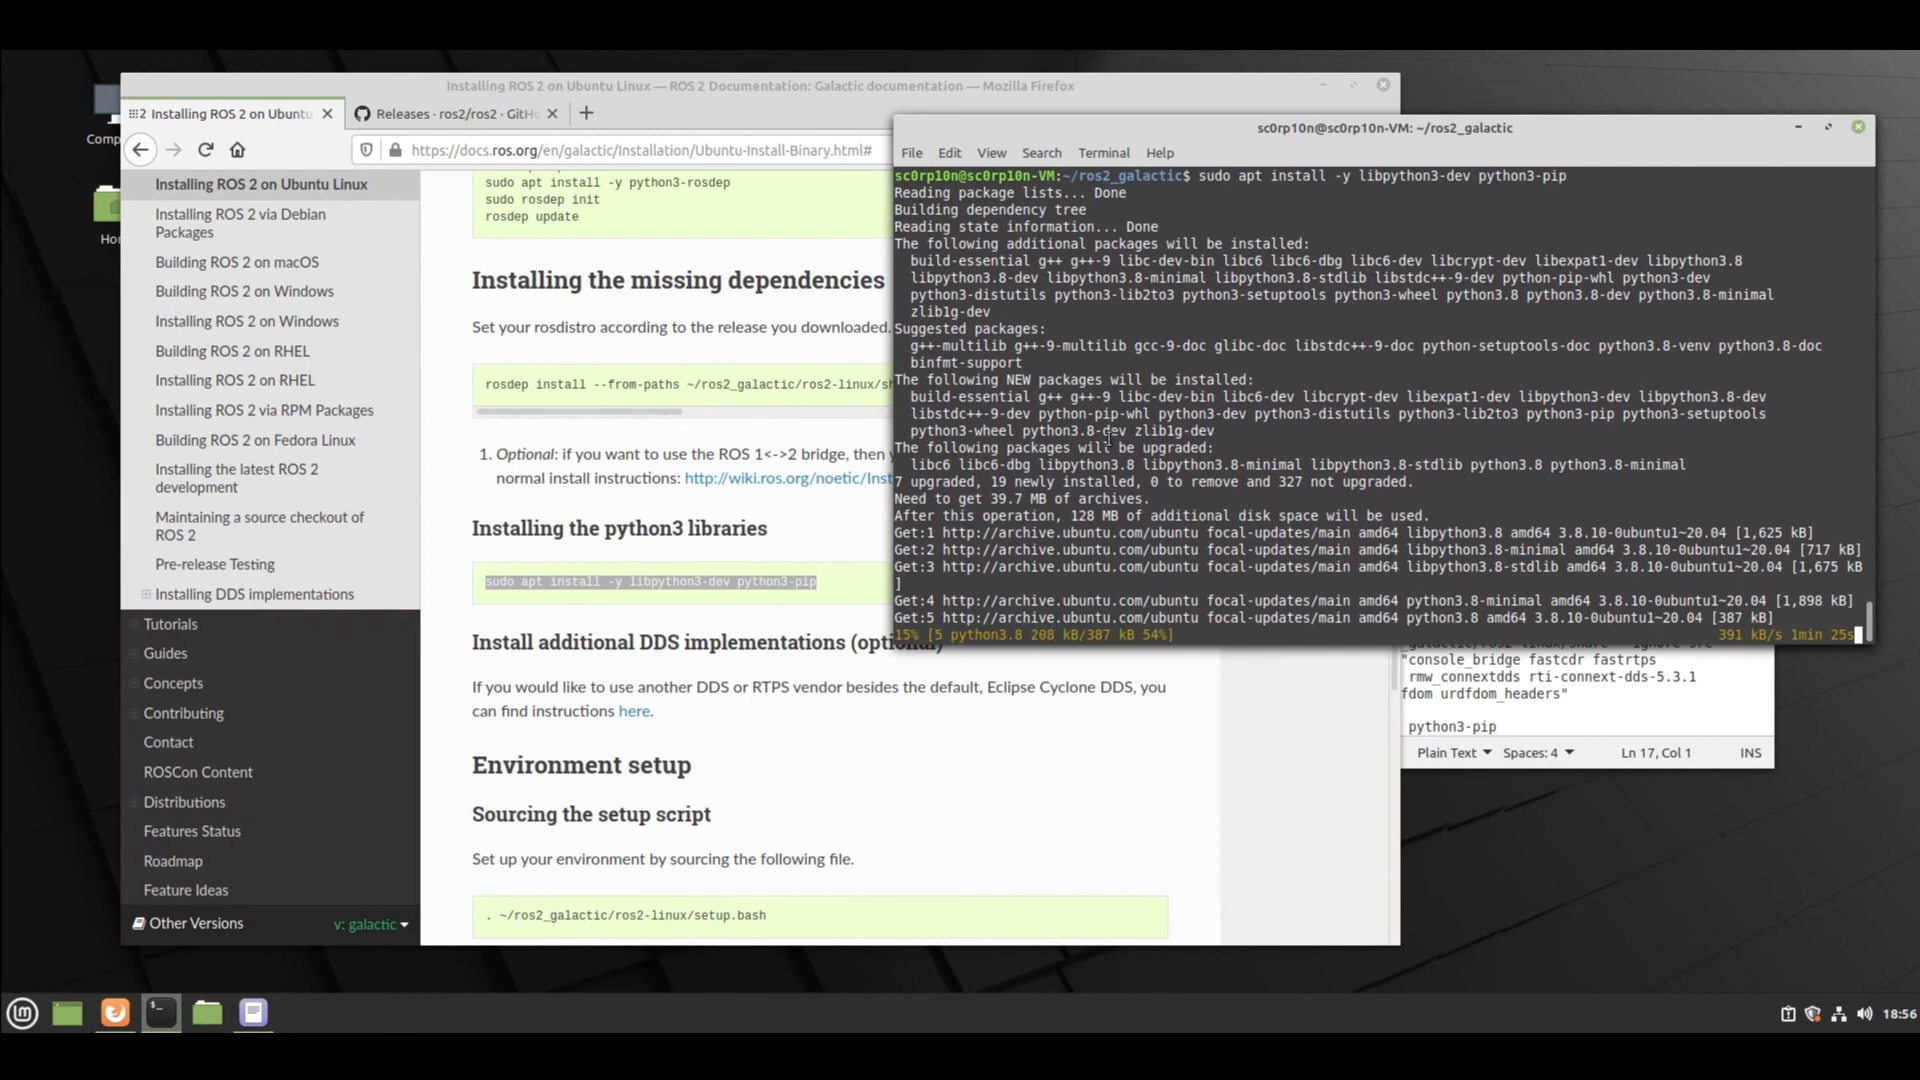 Comp
Ho
Installing ROS 2 on Ubuntu Linux — ROS 2 Documentation: Galactic documentation — Mozilla Firefox
Installing ROS 2 on Ubuntu
Releases · ros2/ros2 · GitHu
https://docs.ros.org/en/galactic/Installation/Ubuntu-Install-Binary.html#
Installing ROS 2 on Ubuntu Linux
Installing ROS 2 via Debian
Packages
Building ROS 2 on macOS
Building ROS 2 on Windows
Installing ROS 2 on Windows
Building ROS 2 on RHEL
Installing ROS 2 on RHEL
Installing ROS 2 via RPM Packages
Building ROS 2 on Fedora Linux
Installing the latest ROS 2
development
Maintaining a source checkout of
ROS 2
Pre-release Testing
Installing DDS implementations
Tutorials
Guides
Concepts
Contributing
Contact
ROSCon Content
Distributions
Features Status
Roadmap
Feature Ideas
Other Versions
v: galactic
sudo apt install -y python3-rosdep
sudo rosdep init
rosdep update
Installing the missing dependencies
Set your rosdistro according to the release you downloaded.
rosdep install --from-paths ~/ros2_galactic/ros2-linux/sh
1. Optional: if you want to use the ROS 1<->2 bridge, then
normal install instructions: http://wiki.ros.org/noetic/Inst
Installing the python3 libraries
sudo apt install -y libpython3-dev python3-pip
Install additional DDS implementations (optional)
If you would like to use another DDS or RTPS vendor besides the default, Eclipse Cyclone DDS, you
can find instructions here.
Environment setup
Sourcing the setup script
Set up your environment by sourcing the following file.
. ~/ros2_galactic/ros2-linux/setup.bash
sc0rp10n@sc0rp10n-VM: ~/ros2_galactic
File Edit View Search Terminal Help
sc0rp10n@sc0rp10n-VM:~/ros2_galactic$ sudo apt install -y libpython3-dev python3-pip
Reading package lists... Done
Building dependency tree
Reading state information... Done
The following additional packages will be installed:
build-essential g++ g++-9 libc-dev-bin libc6 libc6-dbg libc6-dev libcrypt-dev libexpat1-dev libpython3.8
libpython3.8-dev libpython3.8-minimal libpython3.8-stdlib libstdc++-9-dev python-pip-whl python3-dev
python3-distutils python3-lib2to3 python3-setuptools python3-wheel python3.8 python3.8-dev python3.8-minimal
zlib1g-dev
Suggested packages:
g++-multilib g++-9-multilib gcc-9-doc glibc-doc libstdc++-9-doc python-setuptools-doc python3.8-venv python3.8-doc
binfmt-support
The following NEW packages will be installed:
build-essential g++ g++-9 libc-dev-bin libc6-dev libcrypt-dev libexpat1-dev libpython3-dev libpython3.8-dev
libstdc++-9-dev python-pip-whl python3-dev python3-distutils python3-lib2to3 python3-pip python3-setuptools
python3-wheel python3.8-dev zlib1g-dev
The following packages will be upgraded:
libc6 libc6-dbg libpython3.8 libpython3.8-minimal libpython3.8-stdlib python3.8 python3.8-minimal
7 upgraded, 19 newly installed, 0 to remove and 327 not upgraded.
Need to get 39.7 MB of archives.
After this operation, 128 MB of additional disk space will be used.
Get:1 http://archive.ubuntu.com/ubuntu focal-updates/main amd64 libpython3.8 amd64 3.8.10-0ubuntu1~20.04 [1,625 kB]
Get:2 http://archive.ubuntu.com/ubuntu focal-updates/main amd64 libpython3.8-minimal amd64 3.8.10-0ubuntu1~20.04 [717 kB]
Get:3 http://archive.ubuntu.com/ubuntu focal-updates/main amd64 libpython3.8-stdlib amd64 3.8.10-0ubuntu1~20.04 [1,675 kB
]
Get:4 http://archive.ubuntu.com/ubuntu focal-updates/main amd64 python3.8-minimal amd64 3.8.10-0ubuntu1~20.04 [1,898 kB]
Get:5 http://archive.ubuntu.com/ubuntu focal-updates/main amd64 python3.8 amd64 3.8.10-0ubuntu1~20.04 [387 kB]
15% [5 python3.8 208 kB/387 kB 54%] 391 kB/s 1min 25s
"console_bridge fastcdr fastrtps
rmw_connextdds rti-connext-dds-5.3.1
fdom urdfdom_headers"
python3-pip
Plain Text Spaces: 4 Ln 17, Col 1 INS
18:56